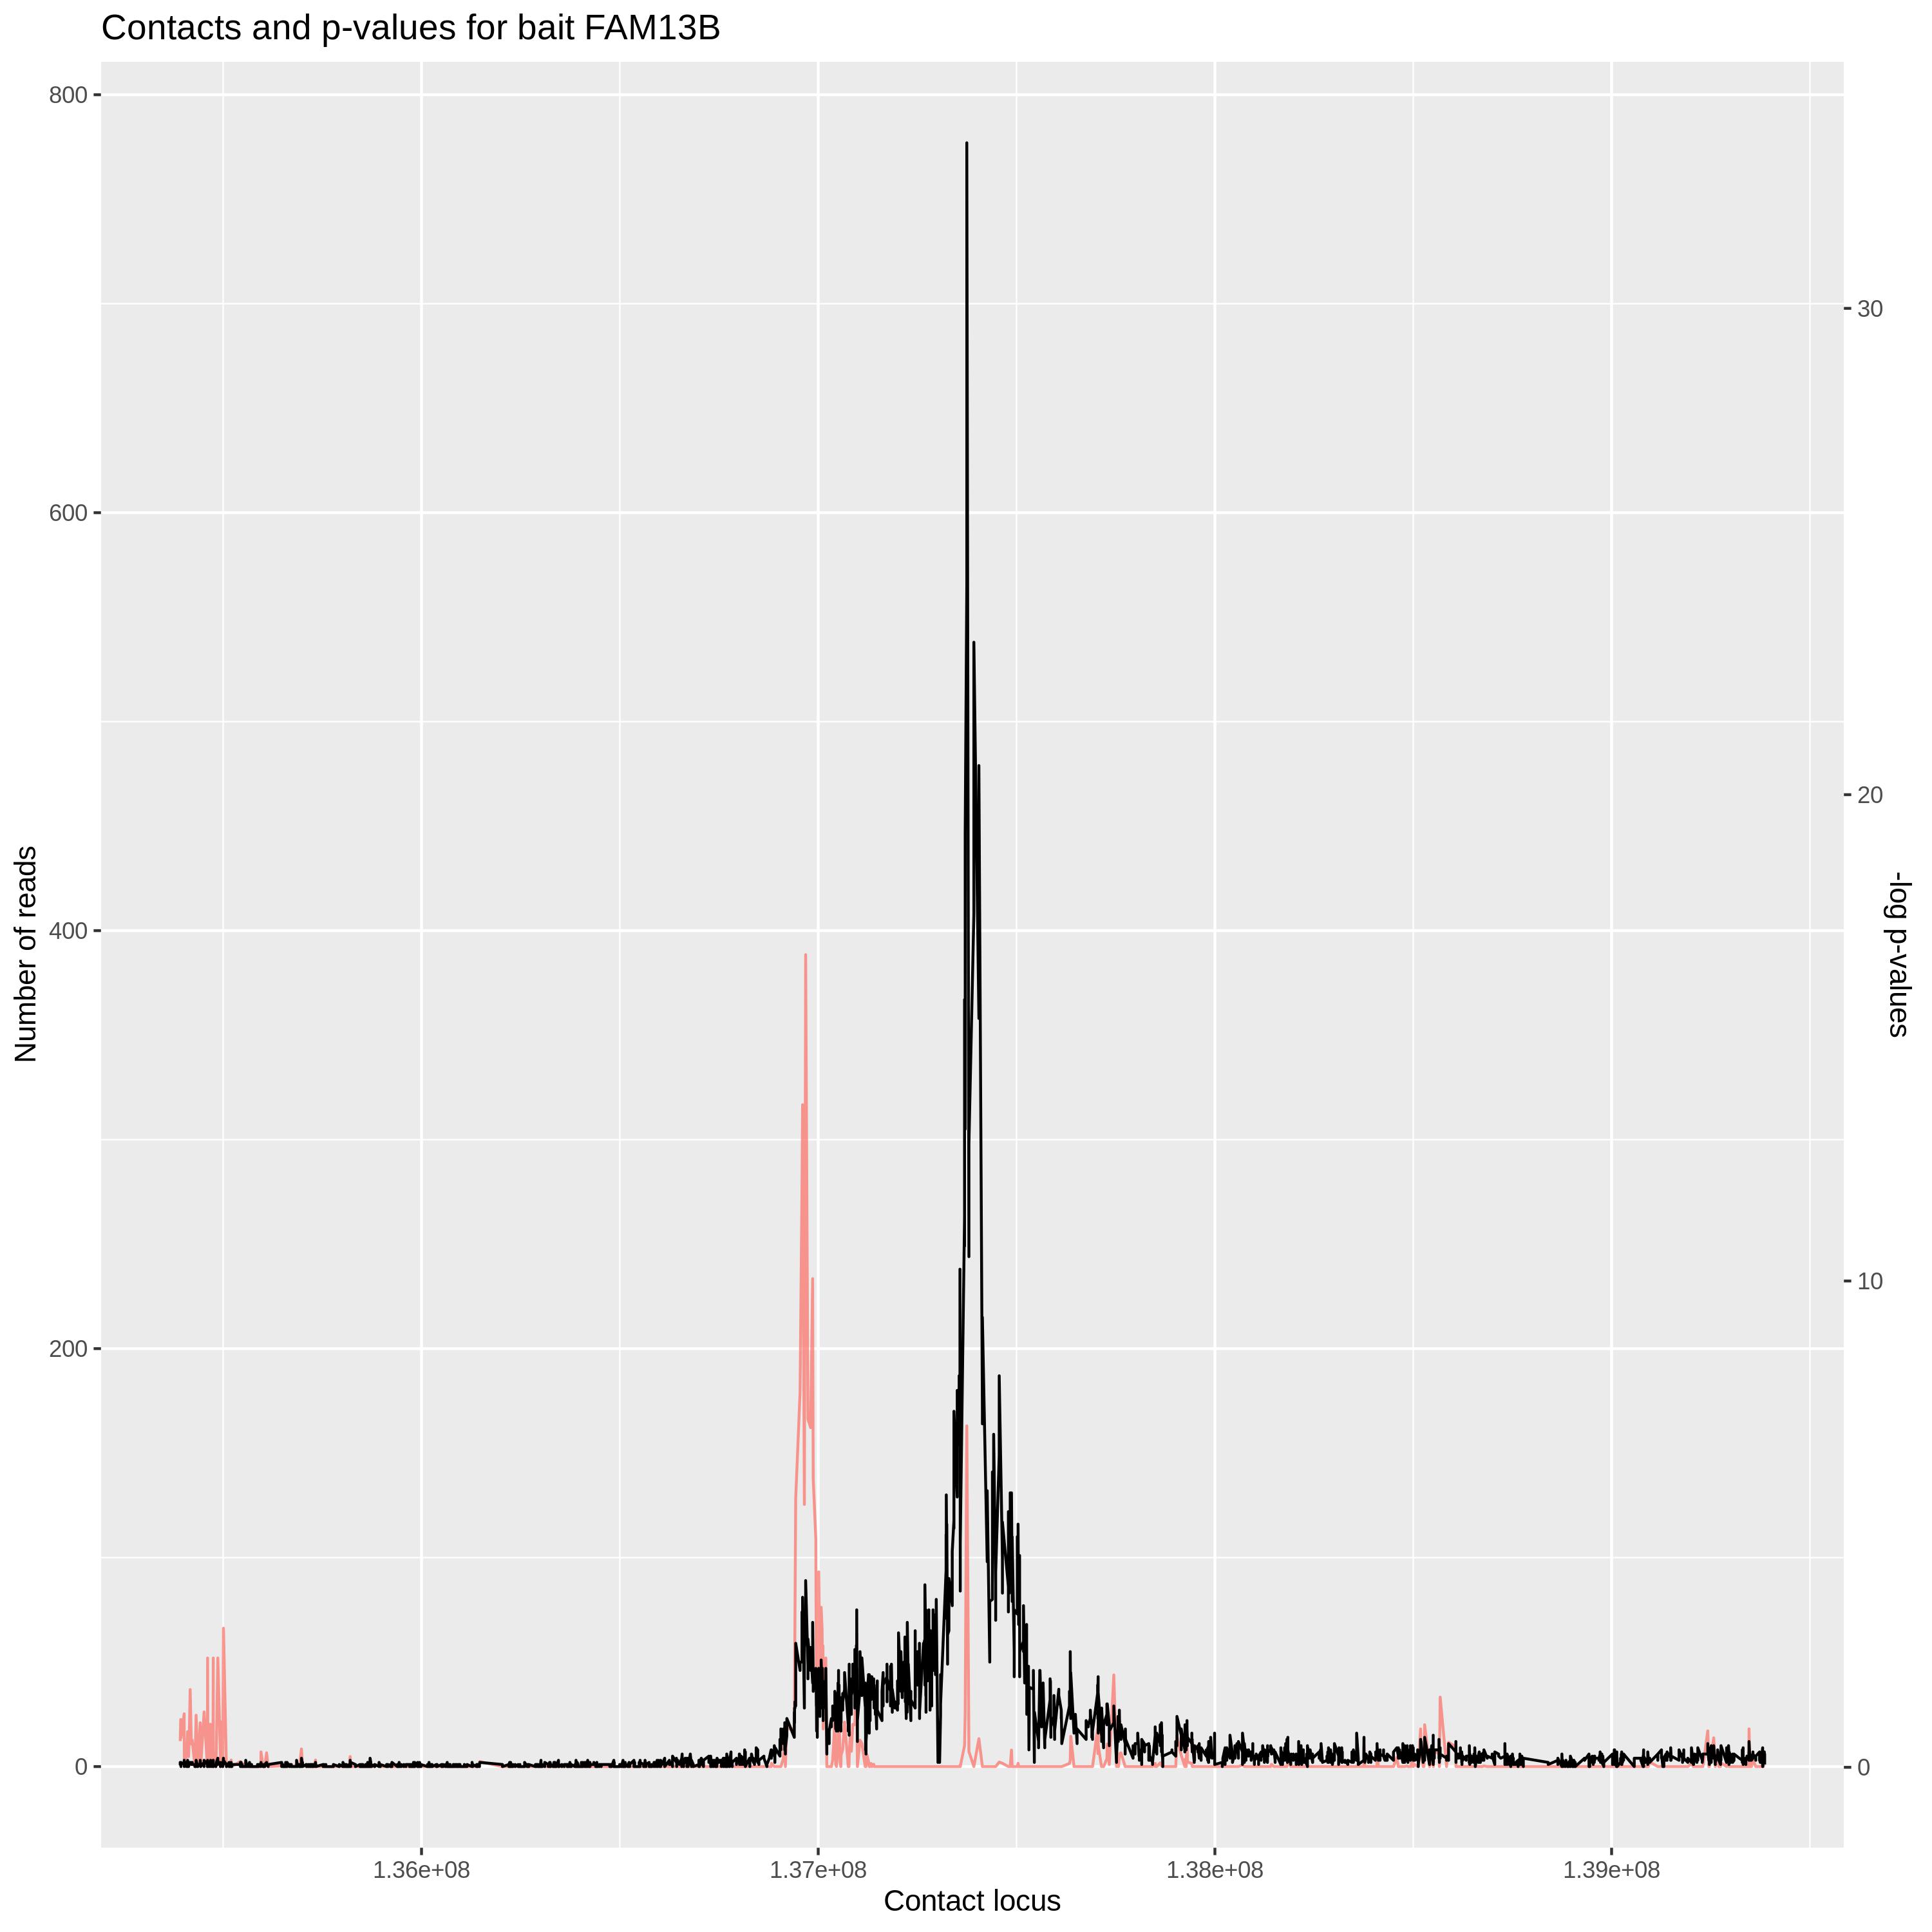 Contacts and p-values for bait FAM13B
800
600
400
200
0
Number of reads
30
20
10
0
-log p-values
1.36e+08
1.37e+08
1.38e+08
1.39e+08
Contact locus